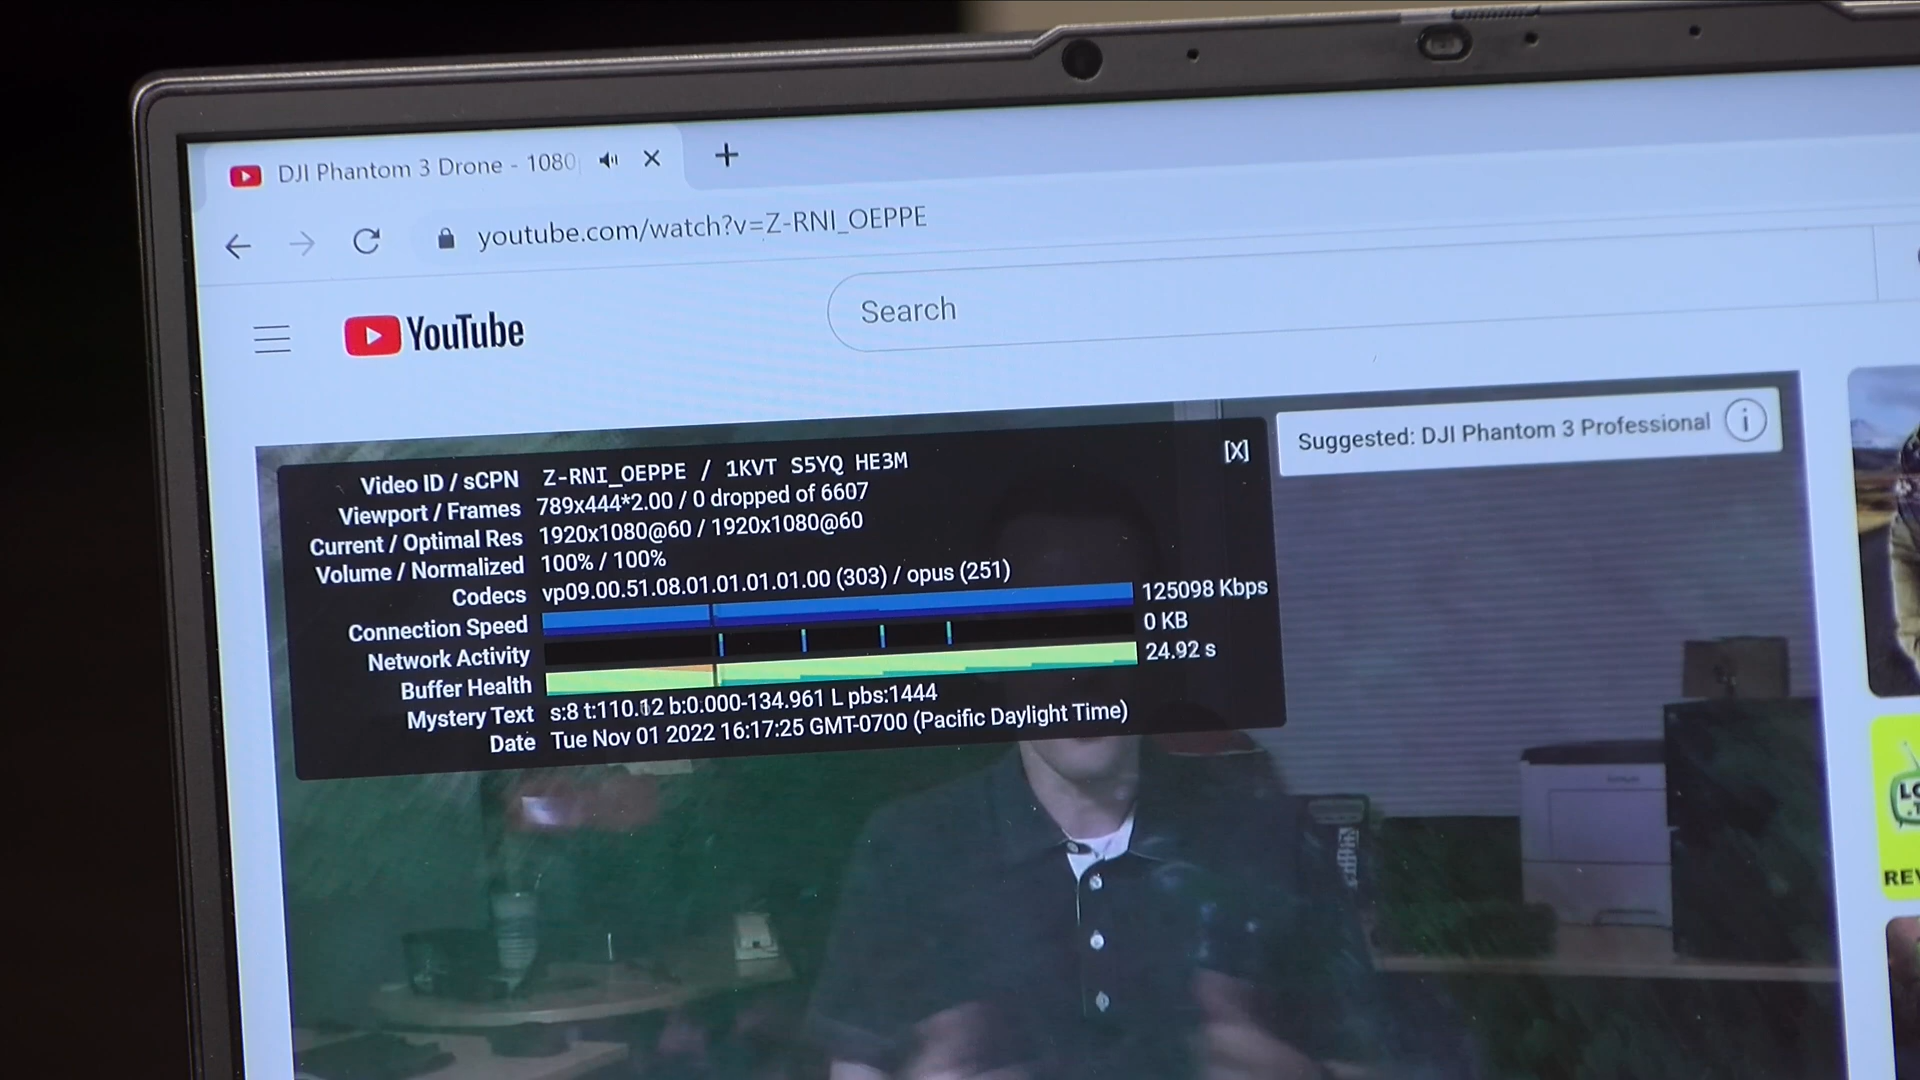 DJI Phantom 3 Drone - 1080
youtube.com/watch?v=Z-RNI_OEPPE
YouTube
Search
Suggested: DJI Phantom 3 Professional
[X]
Video ID / sCPN Z-RNI_OEPPE / 1KVT S5YQ HE3M
Viewport / Frames 789x444*2.00 / 0 dropped of 6607
Current / Optimal Res 1920x1080@60 / 1920x1080@60
Volume / Normalized 100% / 100%
Codecs vp09.00.51.08.01.01.01.01.00 (303) / opus (251)
Connection Speed 125098 Kbps
Network Activity 0 KB
Buffer Health 24.92 s
Mystery Text s:8 t:110.12 b:0.000-134.961 L pbs:1444
Date Tue Nov 01 2022 16:17:25 GMT-0700 (Pacific Daylight Time)